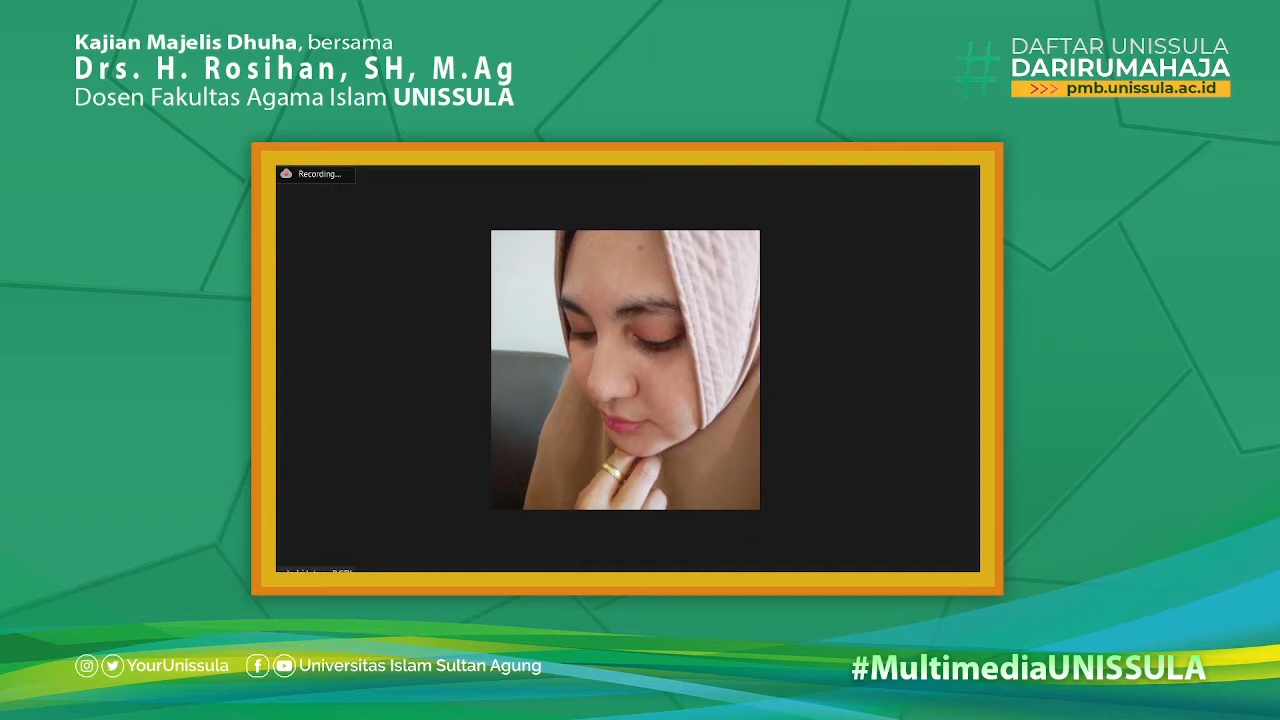 Kajian Majelis Dhuha, bersama
Drs. H. Rosihan, SH, M.Ag
Dosen Fakultas Agama Islam UNISSULA
# DAFTAR UNISSULA
DARIRUMAHAJA
>>> pmb.unissula.ac.id
Recording...
YourUnissula
Universitas Islam Sultan Agung
#MultimediaUNISSULA